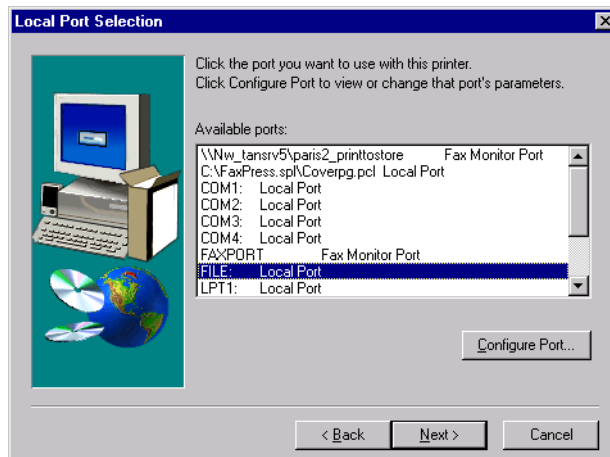 Local Port Selection
Click the port you want to use with this printer.
Click Configure Port to view or change that port's parameters.
Available ports:
\\Nw_tansrv5\paris2_printtostore Fax Monitor Port
C:\FaxPress.spl\Coverpg.pcl Local Port
COM1: Local Port
COM2: Local Port
COM3: Local Port
COM4: Local Port
FAXPORT Fax Monitor Port
FILE: Local Port
LPT1: Local Port
Configure Port...
< Back Next > Cancel